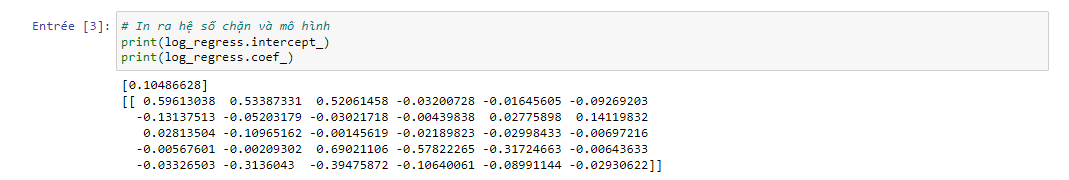 Entrée [3]: # In ra hệ số chặn và mô hình
print(log_regress.intercept_)
print(log_regress.coef_)
[0.10486628]
[[ 0.59613038  0.53387331  0.52061458 -0.03200728 -0.01645605 -0.09269203
-0.13137513 -0.05203179 -0.03021718 -0.00439838  0.02775898  0.14119832
0.02813504 -0.10965162 -0.00145619 -0.02189823 -0.02998433 -0.00697216
-0.00567601 -0.00209302  0.69021106 -0.57822265 -0.31724663 -0.00643633
-0.03326503 -0.3136043  -0.39475872 -0.10640061 -0.08991144 -0.02930622]]